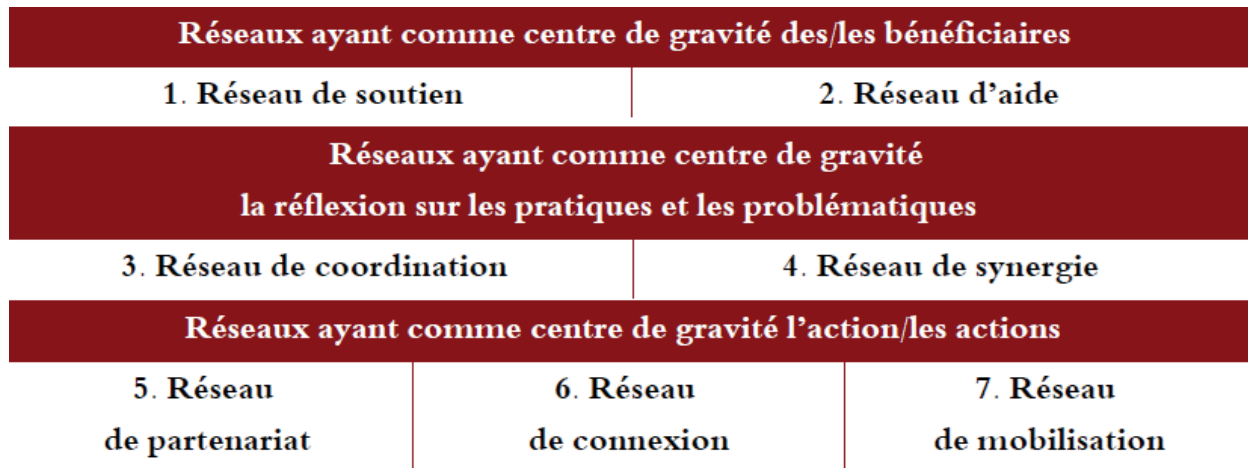 Réseaux ayant comme centre de gravité des/les bénéficiaires
1. Réseau de soutien
2. Réseau d'aide
Réseaux ayant comme centre de gravité
la réflexion sur les pratiques et les problématiques
3. Réseau de coordination
4. Réseau de synergie
Réseaux ayant comme centre de gravité l'action/les actions
5. Réseau
de partenariat
6. Réseau
de connexion
7. Réseau
de mobilisation